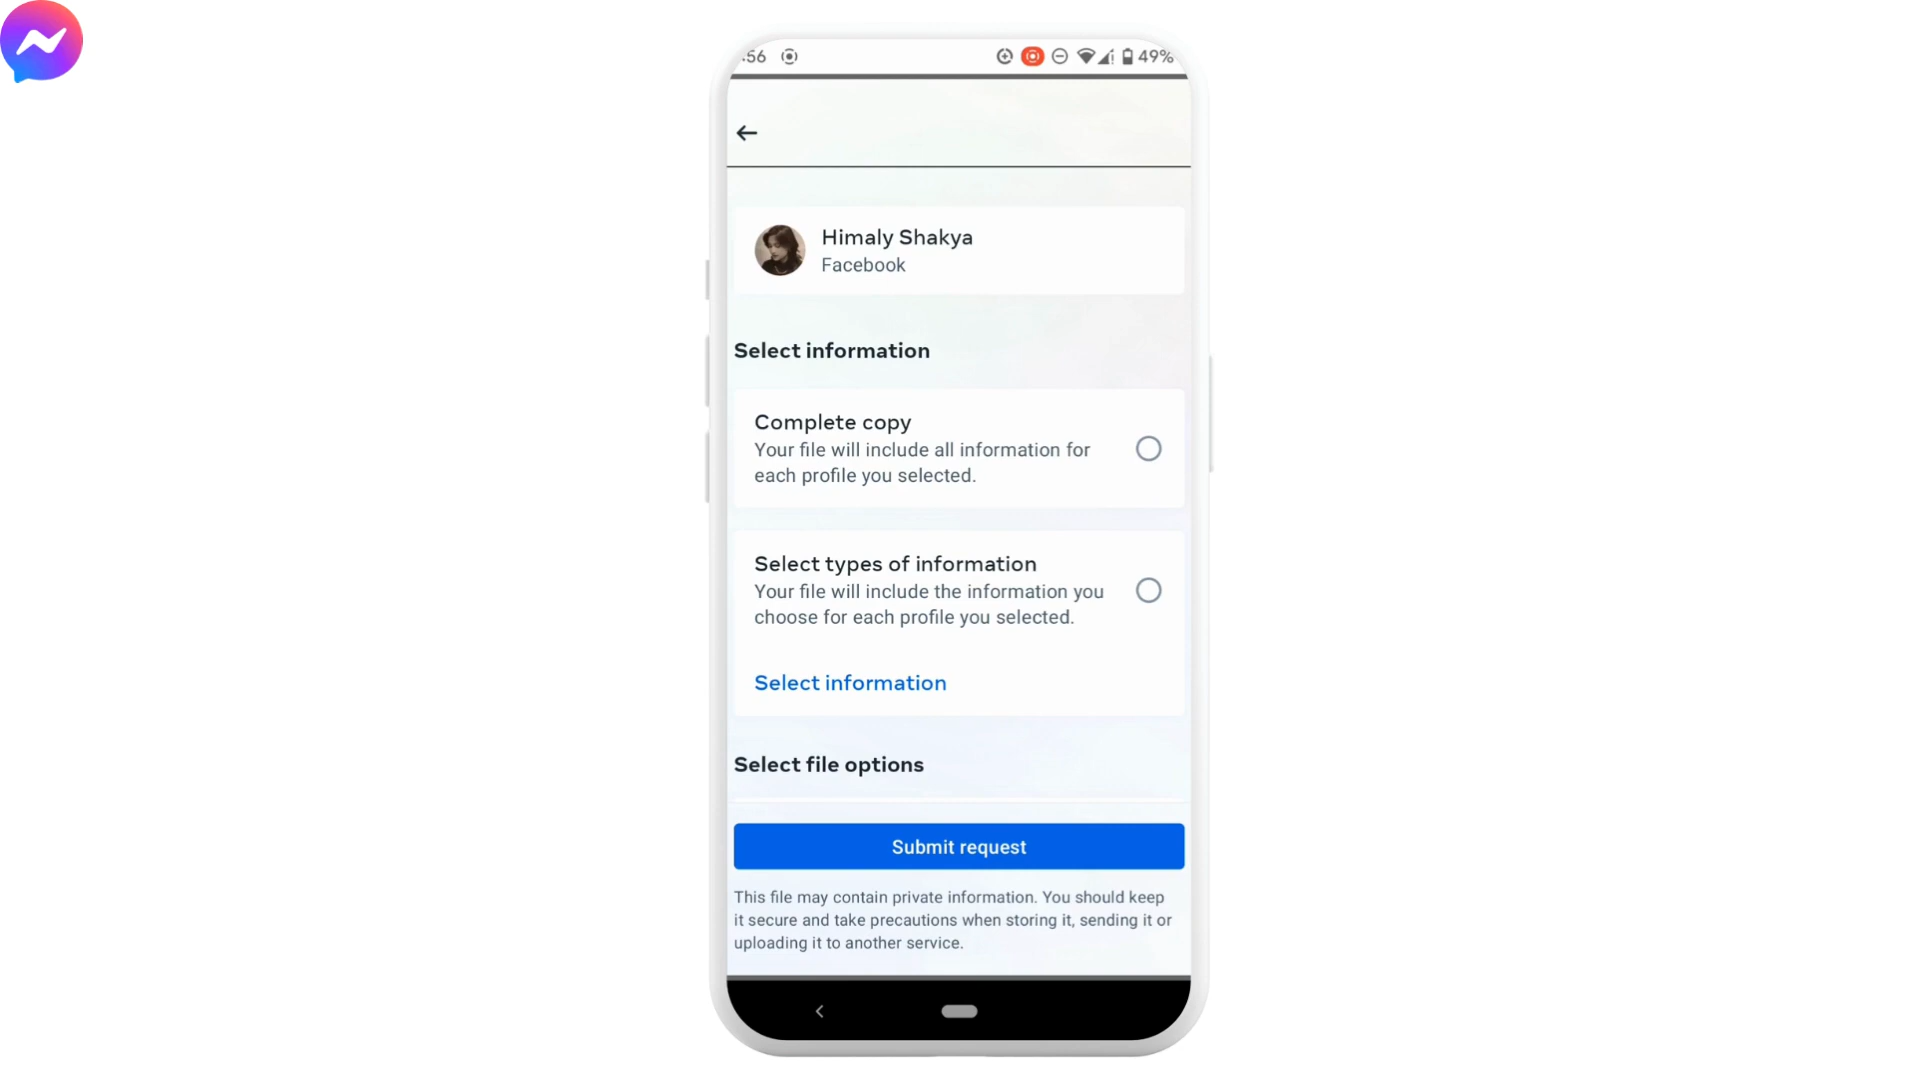 :56 49%
Himaly Shakya
Facebook
Select information
Complete copy
Your file will include all information for
each profile you selected.
Select types of information
Your file will include the information you
choose for each profile you selected.
Select information
Select file options
Submit request
This file may contain private information. You should keep
it secure and take precautions when storing it, sending it or
uploading it to another service.